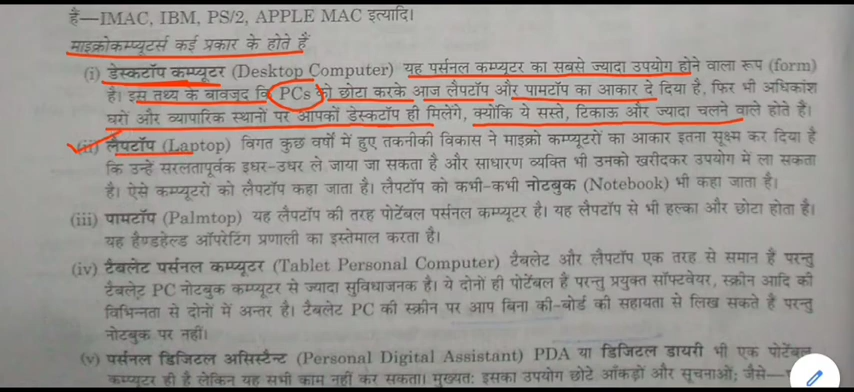 हैं—IMAC, IBM, PS/2, APPLE MAC इत्यादि।
माइक्रोकम्प्यूटर्स कई प्रकार के होते हैं
(i) डेस्कटॉप कम्प्यूटर (Desktop Computer) यह पर्सनल कम्प्यूटर का सबसे ज्यादा उपयोग होने वाला रूप (form)
है। इस तथ्य के बावजूद कि PCs को छोटा करके आज लैपटॉप और पामटॉप का आकार दे दिया है, फिर भी अधिकांश
घरों और व्यापारिक स्थानों पर आपको डेस्कटॉप ही मिलेंगे, क्योंकि ये सस्ते, टिकाऊ और ज्यादा चलने वाले होते हैं।
(ii) लैपटॉप (Laptop) विगत कुछ वर्षों में हुए तकनीकी विकास ने माइक्रो कम्प्यूटरों का आकार इतना सूक्ष्म कर दिया है
कि उन्हें सरलतापूर्वक इधर-उधर ले जाया जा सकता है और साधारण व्यक्ति भी उनको खरीदकर उपयोग में ला सकता
है। ऐसे कम्प्यूटरों को लैपटॉप कहा जाता है। लैपटॉप को कभी-कभी नोटबुक (Notebook) भी कहा जाता है।
(iii) पामटॉप (Palmtop) यह लैपटॉप की तरह पोर्टेबल पर्सनल कम्प्यूटर है। यह लैपटॉप से भी हल्का और छोटा होता है।
यह हैण्डहेल्ड ऑपरेटिंग प्रणाली का इस्तेमाल करता है।
(iv) टैबलेट पर्सनल कम्प्यूटर (Tablet Personal Computer) टैबलेट और लैपटॉप एक तरह से समान हैं परन्तु
टैबलेट PC नोटबुक कम्प्यूटर से ज्यादा सुविधाजनक है। ये दोनों ही पोर्टेबल हैं परन्तु प्रयुक्त सॉफ्टवेयर, स्क्रीन आदि की
विभिन्नता से दोनों में अन्तर है। टैबलेट PC की स्क्रीन पर आप बिना की-बोर्ड की सहायता से लिख सकते हैं परन्तु
नोटबुक पर नहीं।
(v) पर्सनल डिजिटल असिस्टैन्ट (Personal Digital Assistant) PDA या डिजिटल डायरी भी एक पोर्टेबल
कम्प्यूटर ही है लेकिन यह सभी काम नहीं कर सकता। मुख्यतः इसका उपयोग छोटे आँकड़ों और सूचनाओं; जैसे—